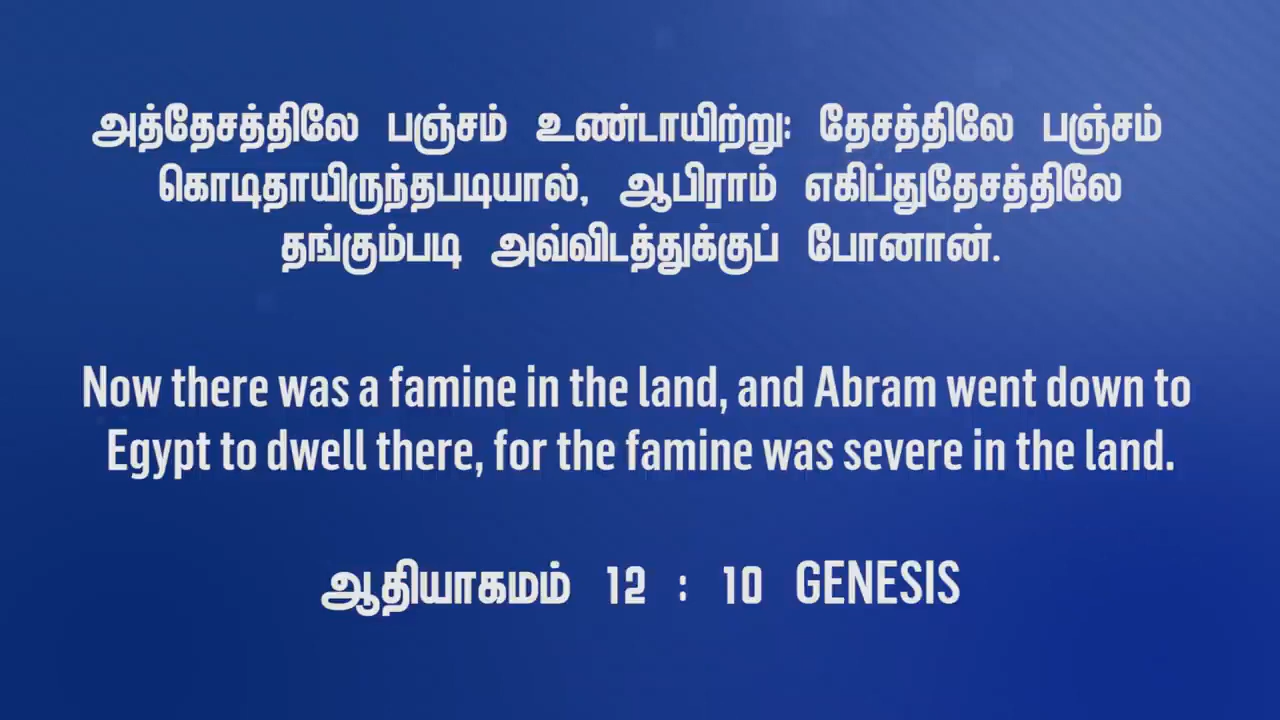 அத்தேசத்திலே பஞ்சம் உண்டாயிற்று: தேசத்திலே பஞ்சம்
கொடிதாயிருந்தபடியால், ஆபிராம் எகிப்துதேசத்திலே
தங்கும்படி அவ்விடத்துக்குப் போனான்.
Now there was a famine in the land, and Abram went down to
Egypt to dwell there, for the famine was severe in the land.
ஆதியாகமம் 12 : 10 GENESIS